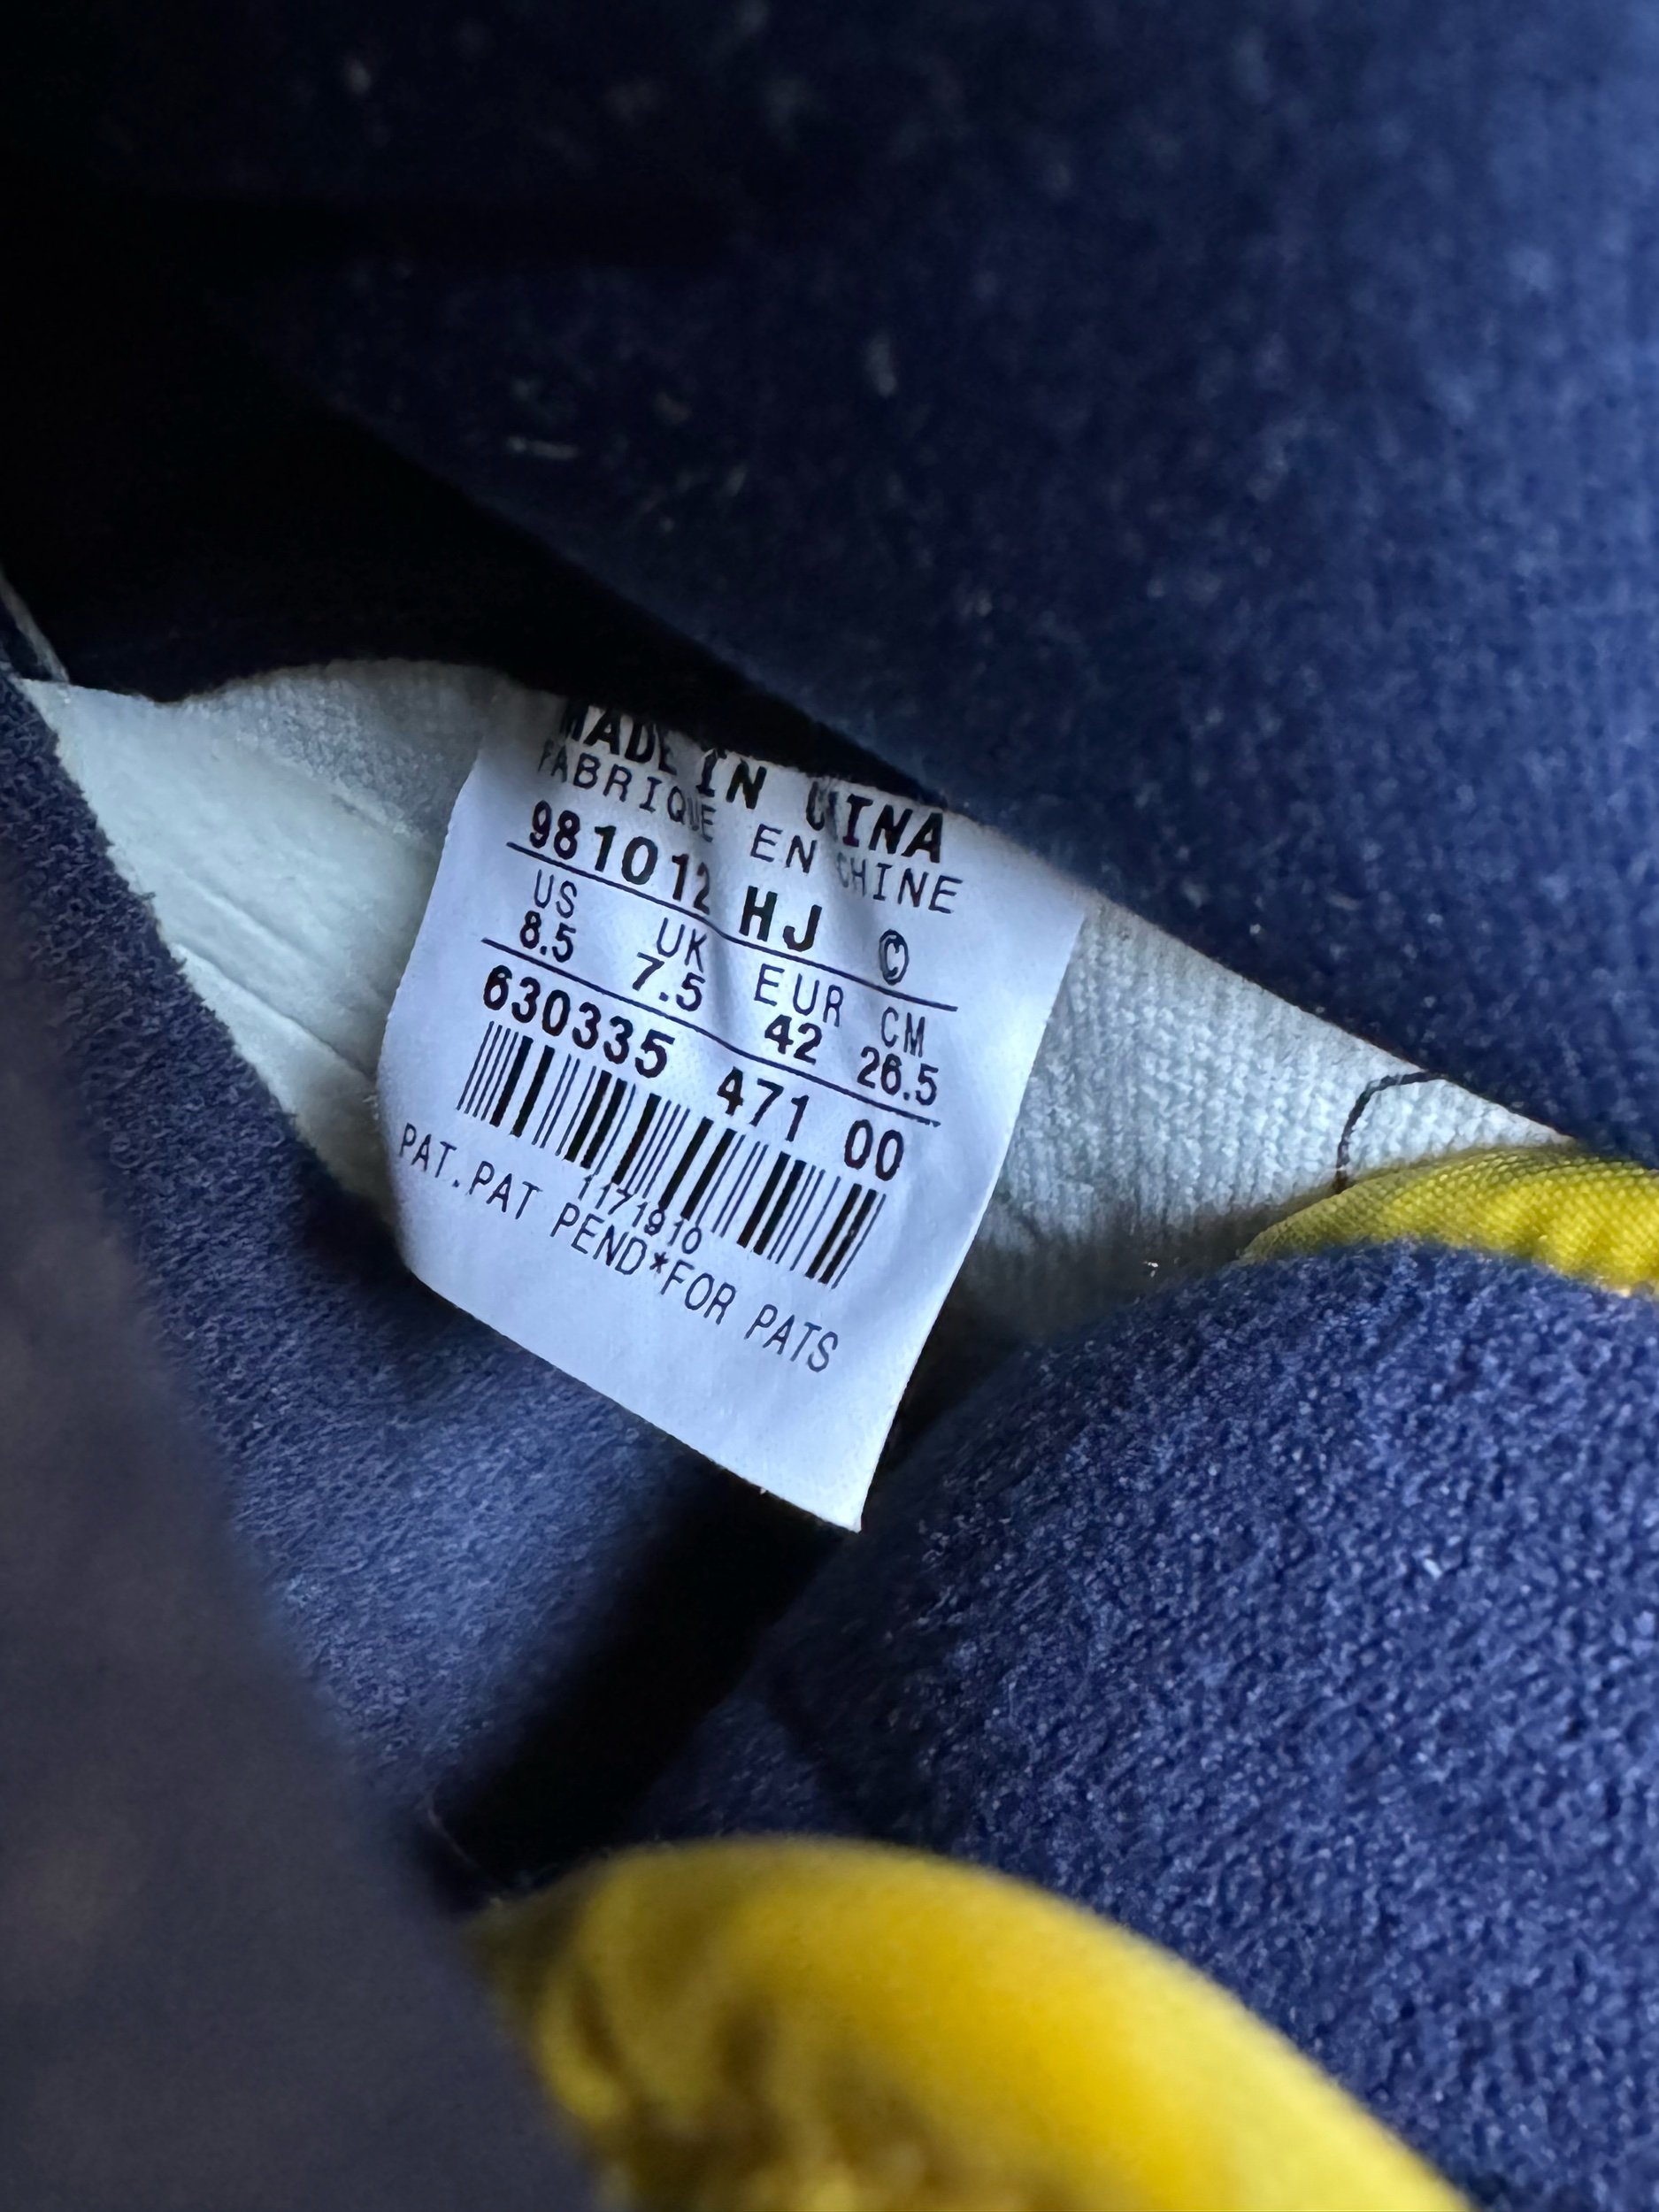 MADE IN CHINA
FABRIQUE EN CHINE
981012 HJ ©
US UK EUR CM
8.5 7.5 42 26.5
630335 471 00
1171910
PAT.PAT PEND*FOR PATS